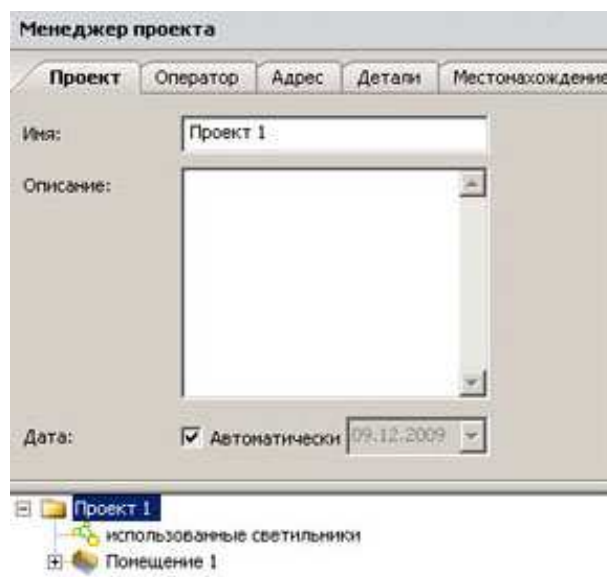 Менеджер проекта
Проект Оператор Адрес Детали Местонахождение
Имя: Проект 1
Описание:
Дата: Автоматически 09.12.2009
Проект 1
использованные светильники
Помещение 1